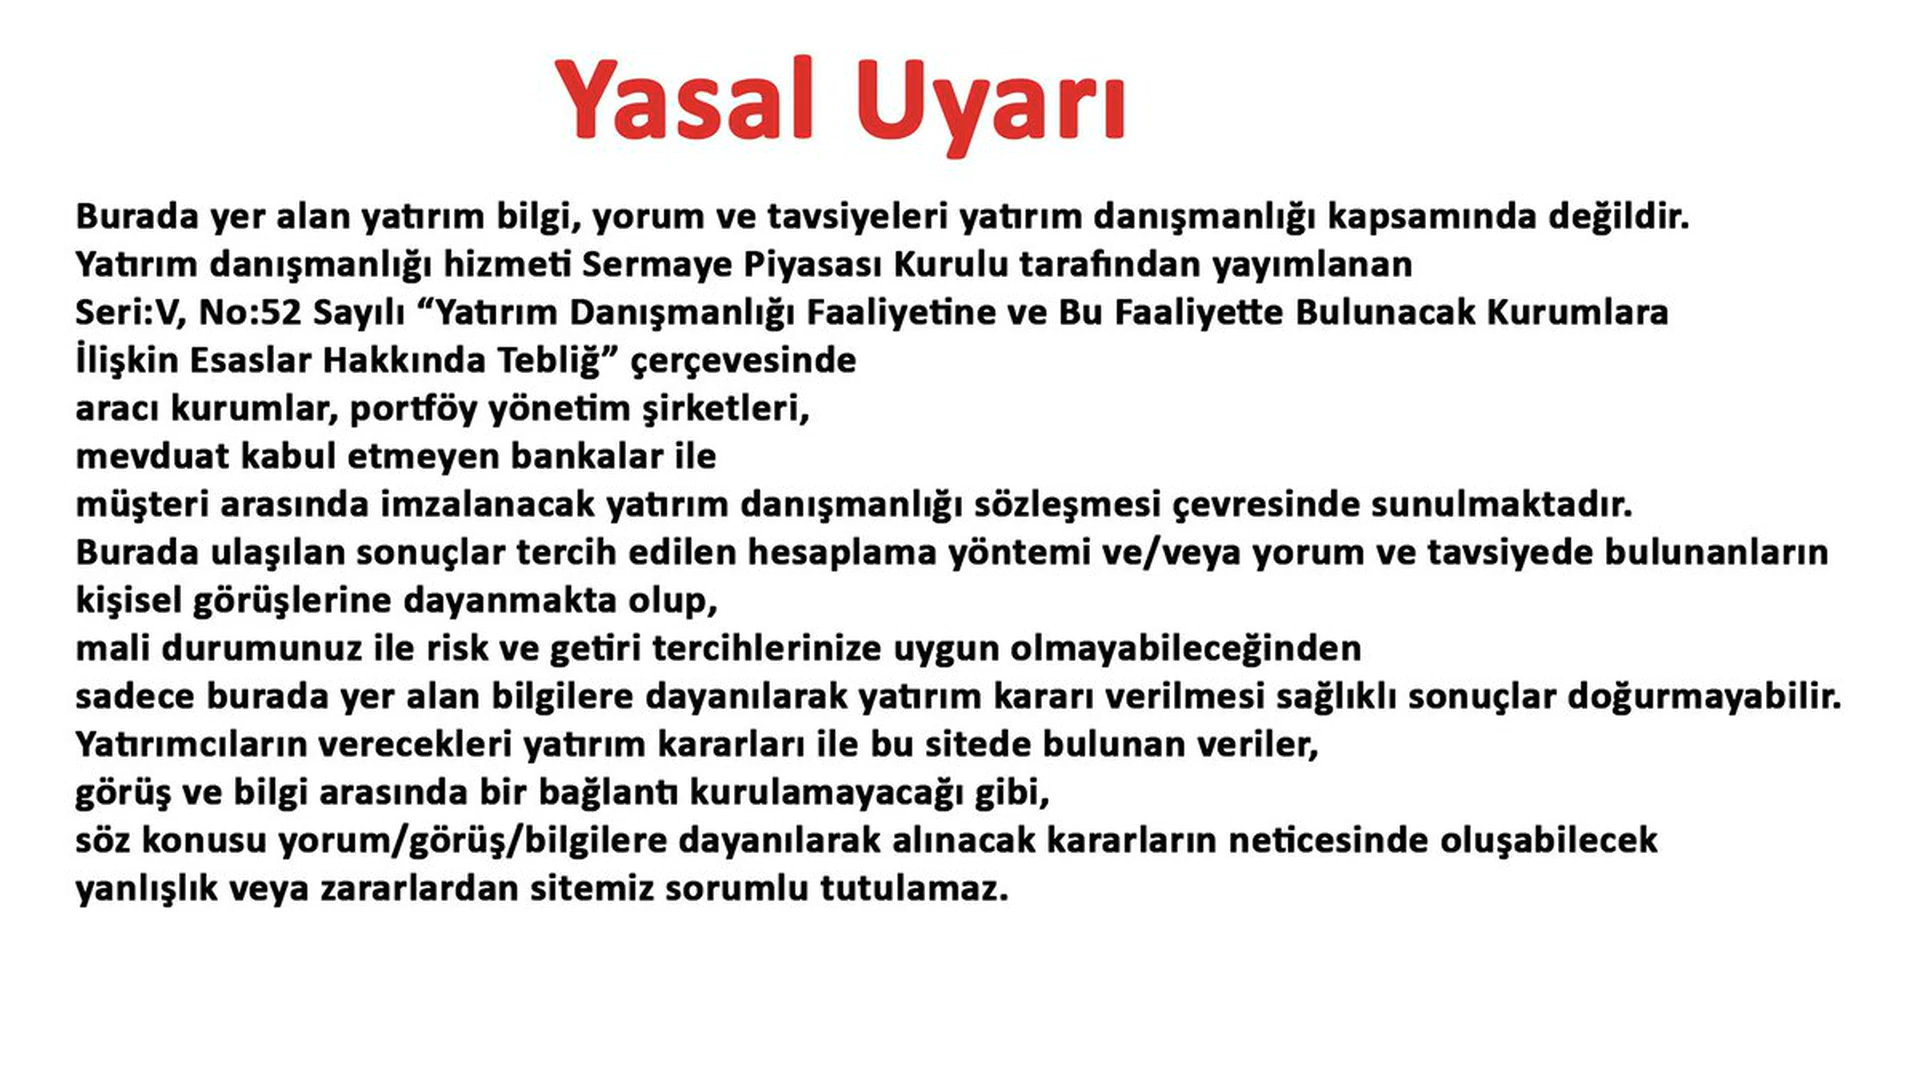 Yasal Uyarı
Burada yer alan yatırım bilgi, yorum ve tavsiyeleri yatırım danışmanlığı kapsamında değildir.
Yatırım danışmanlığı hizmeti Sermaye Piyasası Kurulu tarafından yayımlanan
Seri:V, No:52 Sayılı “Yatırım Danışmanlığı Faaliyetine ve Bu Faaliyette Bulunacak Kurumlara
İlişkin Esaslar Hakkında Tebliğ” çerçevesinde
aracı kurumlar, portföy yönetim şirketleri,
mevduat kabul etmeyen bankalar ile
müşteri arasında imzalanacak yatırım danışmanlığı sözleşmesi çevresinde sunulmaktadır.
Burada ulaşılan sonuçlar tercih edilen hesaplama yöntemi ve/veya yorum ve tavsiyede bulunanların
kişisel görüşlerine dayanmakta olup,
mali durumunuz ile risk ve getiri tercihlerinize uygun olmayabileceğinden
sadece burada yer alan bilgilere dayanılarak yatırım kararı verilmesi sağlıklı sonuçlar doğurmayabilir.
Yatırımcıların verecekleri yatırım kararları ile bu sitede bulunan veriler,
görüş ve bilgi arasında bir bağlantı kurulamayacağı gibi,
söz konusu yorum/görüş/bilgilere dayanılarak alınacak kararların neticesinde oluşabilecek
yanlışlık veya zararlardan sitemiz sorumlu tutulamaz.